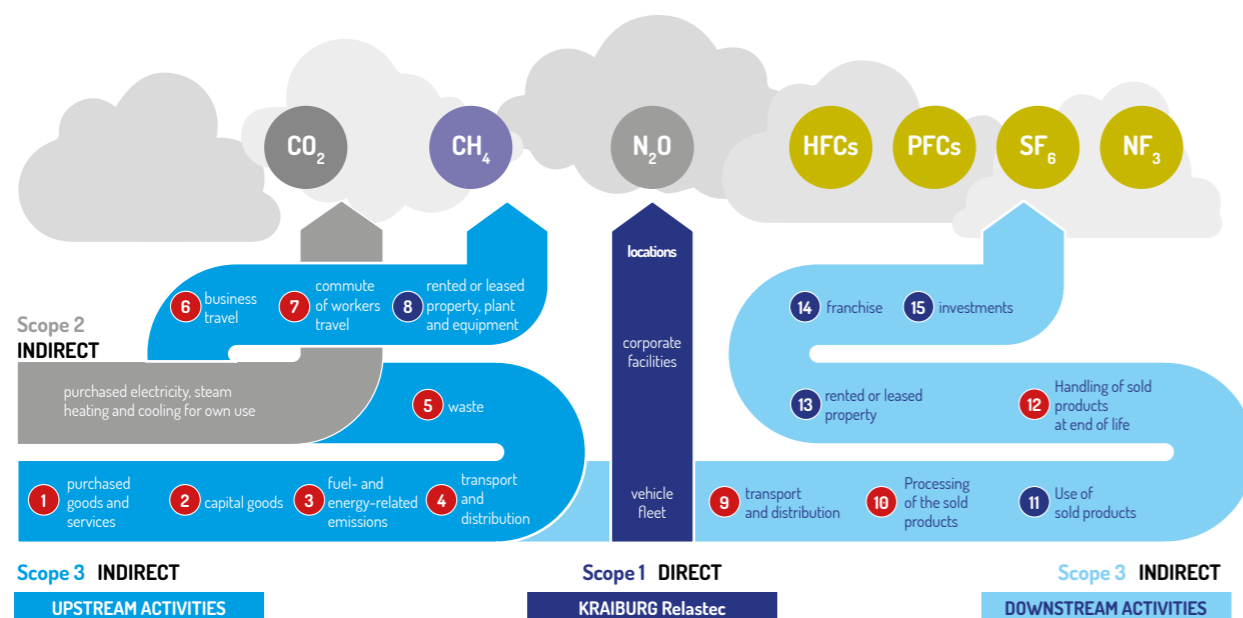 CO2
CH4
N2O
HFCs
PFCs
SF6
NF3
locations
6
business
travel
7
commute
of workers
travel
8
rented or leased
property, plant
and equipment
14
franchise
15
investments
Scope 2
INDIRECT
corporate
facilities
purchased electricity, steam
heating and cooling for own use
5
waste
13
rented or leased
property
12
Handling of sold
products
at end of life
1
purchased
goods and
services
2
capital goods
3
fuel- and
energy-related
emissions
4
transport
and
distribution
vehicle
fleet
9
transport
and distribution
10
Processing
of the sold
products
11
Use of
sold products
Scope 3 INDIRECT
UPSTREAM ACTIVITIES
Scope 1 DIRECT
KRAIBURG Relastec
Scope 3 INDIRECT
DOWNSTREAM ACTIVITIES